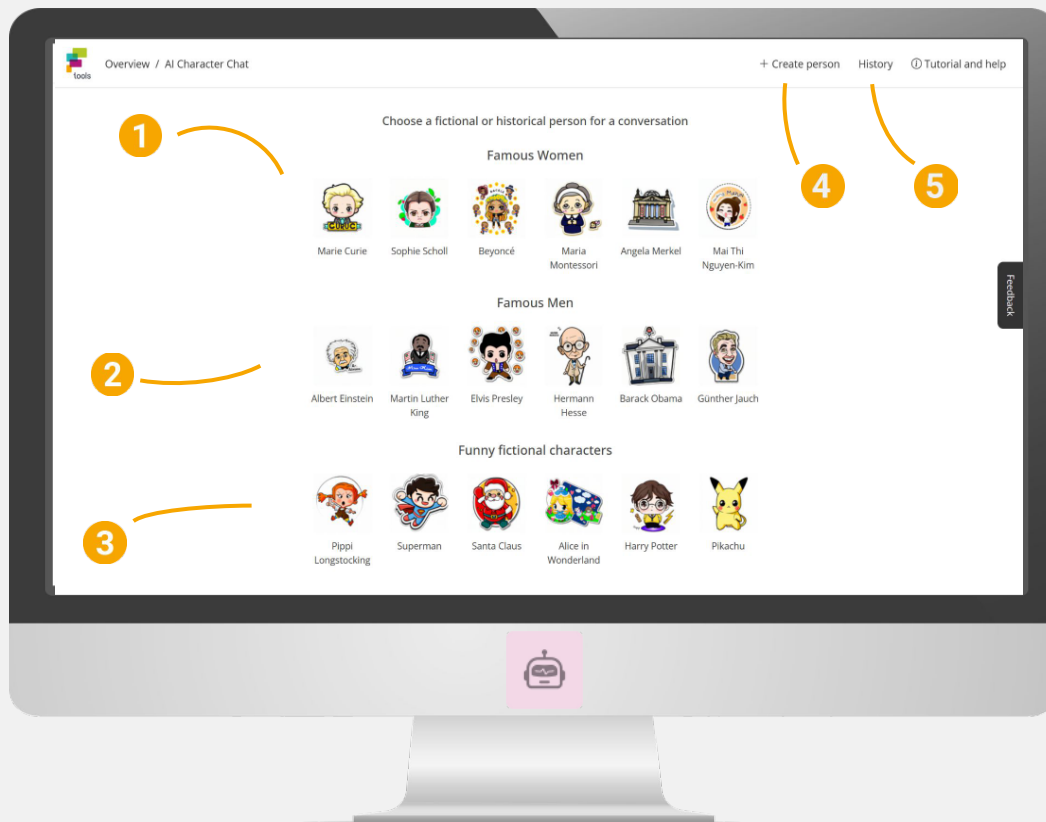 tools
Overview / AI Character Chat
+ Create person
History
Tutorial and help
1
Choose a fictional or historical person for a conversation
4
5
Famous Women
Marie Curie
Sophie Scholl
Beyoncé
Maria
Montessori
Angela Merkel
Mai Thi
Nguyen-Kim
Feedback
Famous Men
2
Albert Einstein
Martin Luther
King
Elvis Presley
Hermann
Hesse
Barack Obama
Günther Jauch
Funny fictional characters
3
Pippi
Longstocking
Superman
Santa Claus
Alice in
Wonderland
Harry Potter
Pikachu